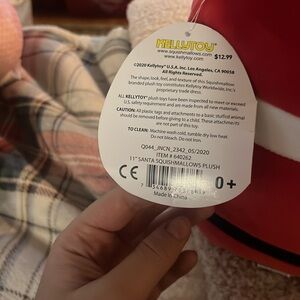 KELLYTOY
www.squishmallows.com
www.kellytoy.com $12.99
©2020 Kellytoy® U.S.A. Inc. Los Angeles, CA 90058
All Rights Reserved.
The shape, look, feel, and texture of this Squishmallows
branded plush toy constitutes Kellytoy Worldwide, Inc.'s
proprietary trade dress.
ALL KELLYTOY® plush toys have been inspected to meet or exceed
U.S. safety requirement and are made from all new materials.
CAUTION: All plastic tags and attachments to a basic stuffed animal
should be removed before giving to a child. These attachments
are not part of this toy.
TO CLEAN: Machine wash cold, tumble dry low heat.
Do not bleach. Do not iron.
Q044_JNCN_2342_05/2020
ITEM # 640262
11" SANTA SQUISHMALLOWS PLUSH
CE 0+
Made in China